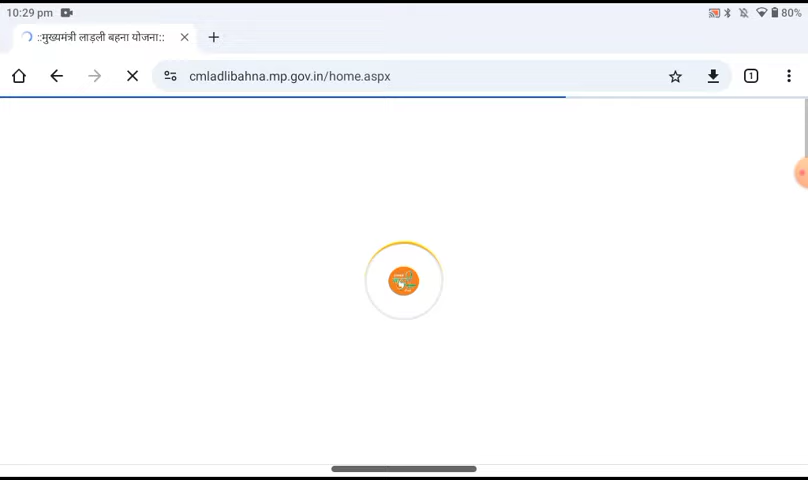 10:29 pm
80%
::मुख्यमंत्री लाड़ली बहना योजना::
cmladlibahna.mp.gov.in/home.aspx
1